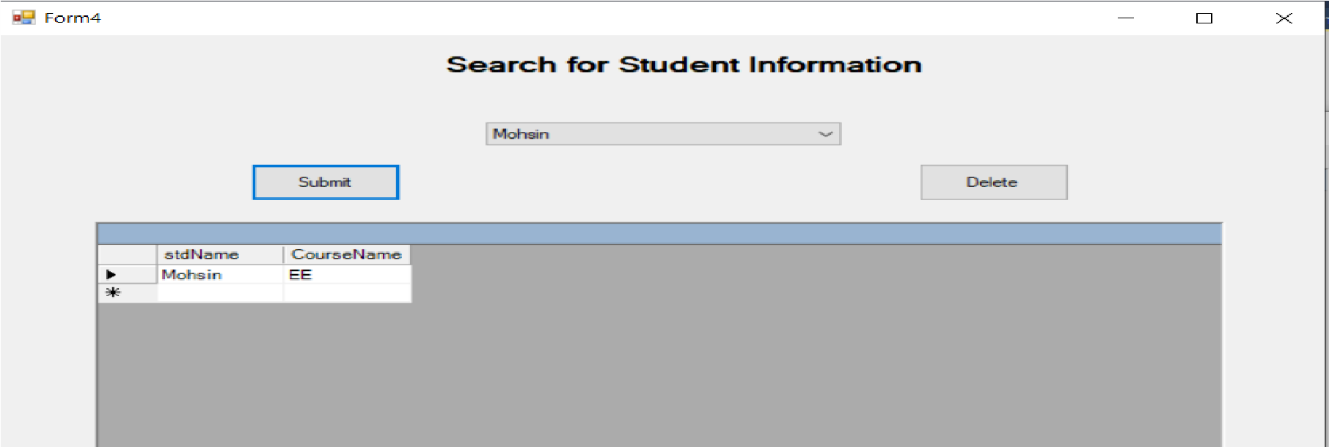 Form4
Search for Student Information
Mohsin
Submit Delete
stdName CourseName
Mohsin EE